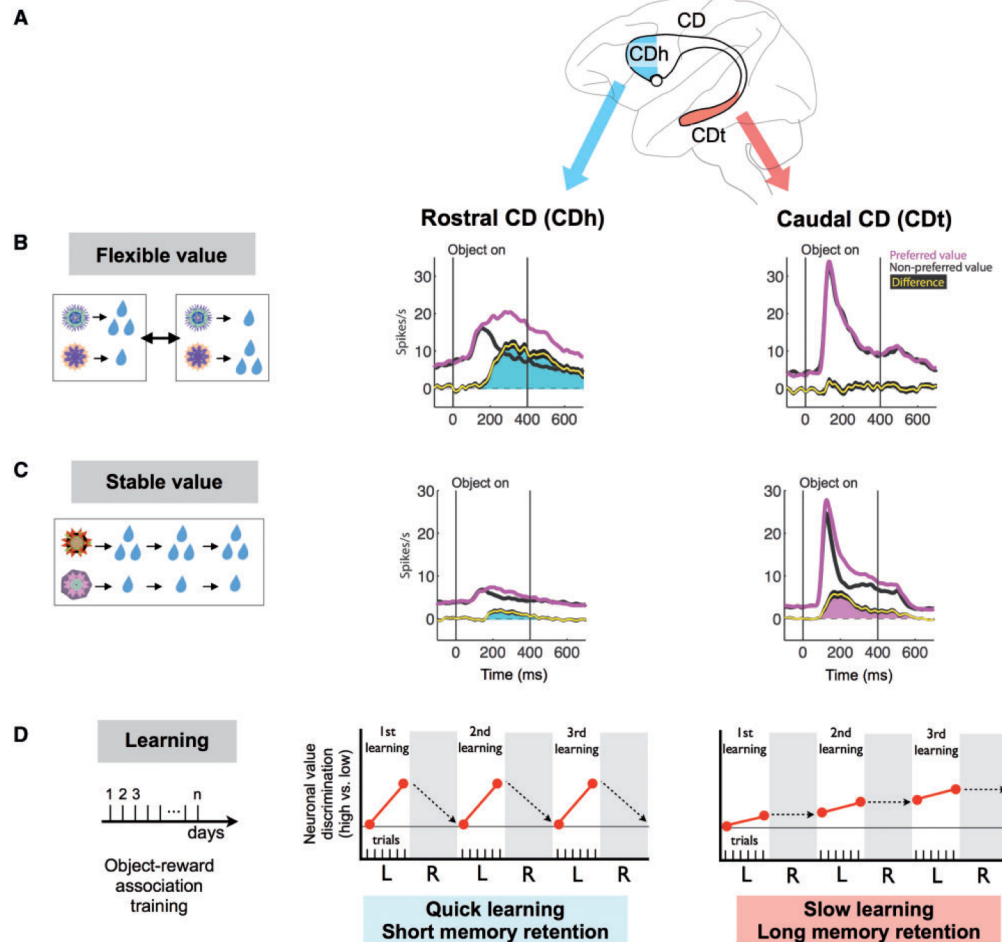 A
CD
CDh
CDt
Rostral CD (CDh)
Caudal CD (CDt)
B
Flexible value
Object on
30
20
10
0
Spikes/s
0 200 400 600
Object on
Preferred value
Non-preferred value
Difference
30
20
10
0
0 200 400 600
C
Stable value
Object on
30
20
10
0
Spikes/s
0 200 400 600
Time (ms)
Object on
30
20
10
0
0 200 400 600
Time (ms)
D
Learning
1 2 3 ... n
days
Object-reward
association
training
Neuronal value
discrimination
(high vs. low)
1st
learning
2nd
learning
3rd
learning
trials
L R L R L R
Quick learning
Short memory retention
1st
learning
2nd
learning
3rd
learning
trials
L R L R L R
Slow learning
Long memory retention